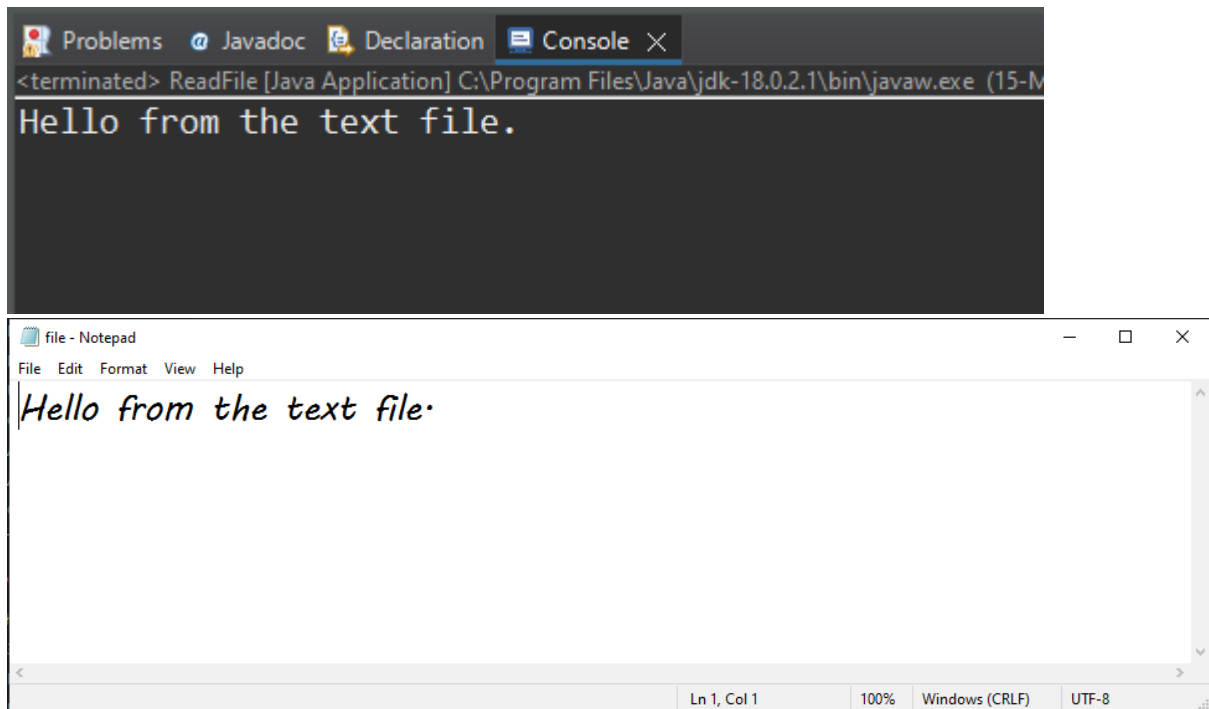 Problems @ Javadoc Declaration Console
<terminated> ReadFile [Java Application] C:\Program Files\Java\jdk-18.0.2.1\bin\javaw.exe (15-M
Hello from the text file.
file - Notepad
File Edit Format View Help
Hello from the text file.
Ln 1, Col 1 100% Windows (CRLF) UTF-8